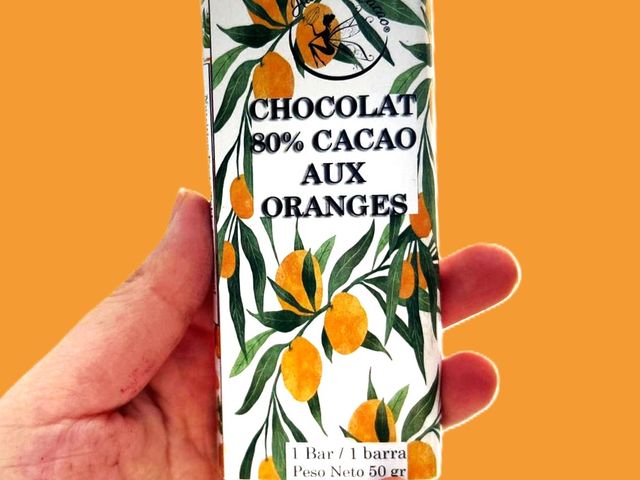 CHOCOLAT
80% CACAO
AUX
ORANGES
1 Bar / 1 barra
Peso Neto 50 gr